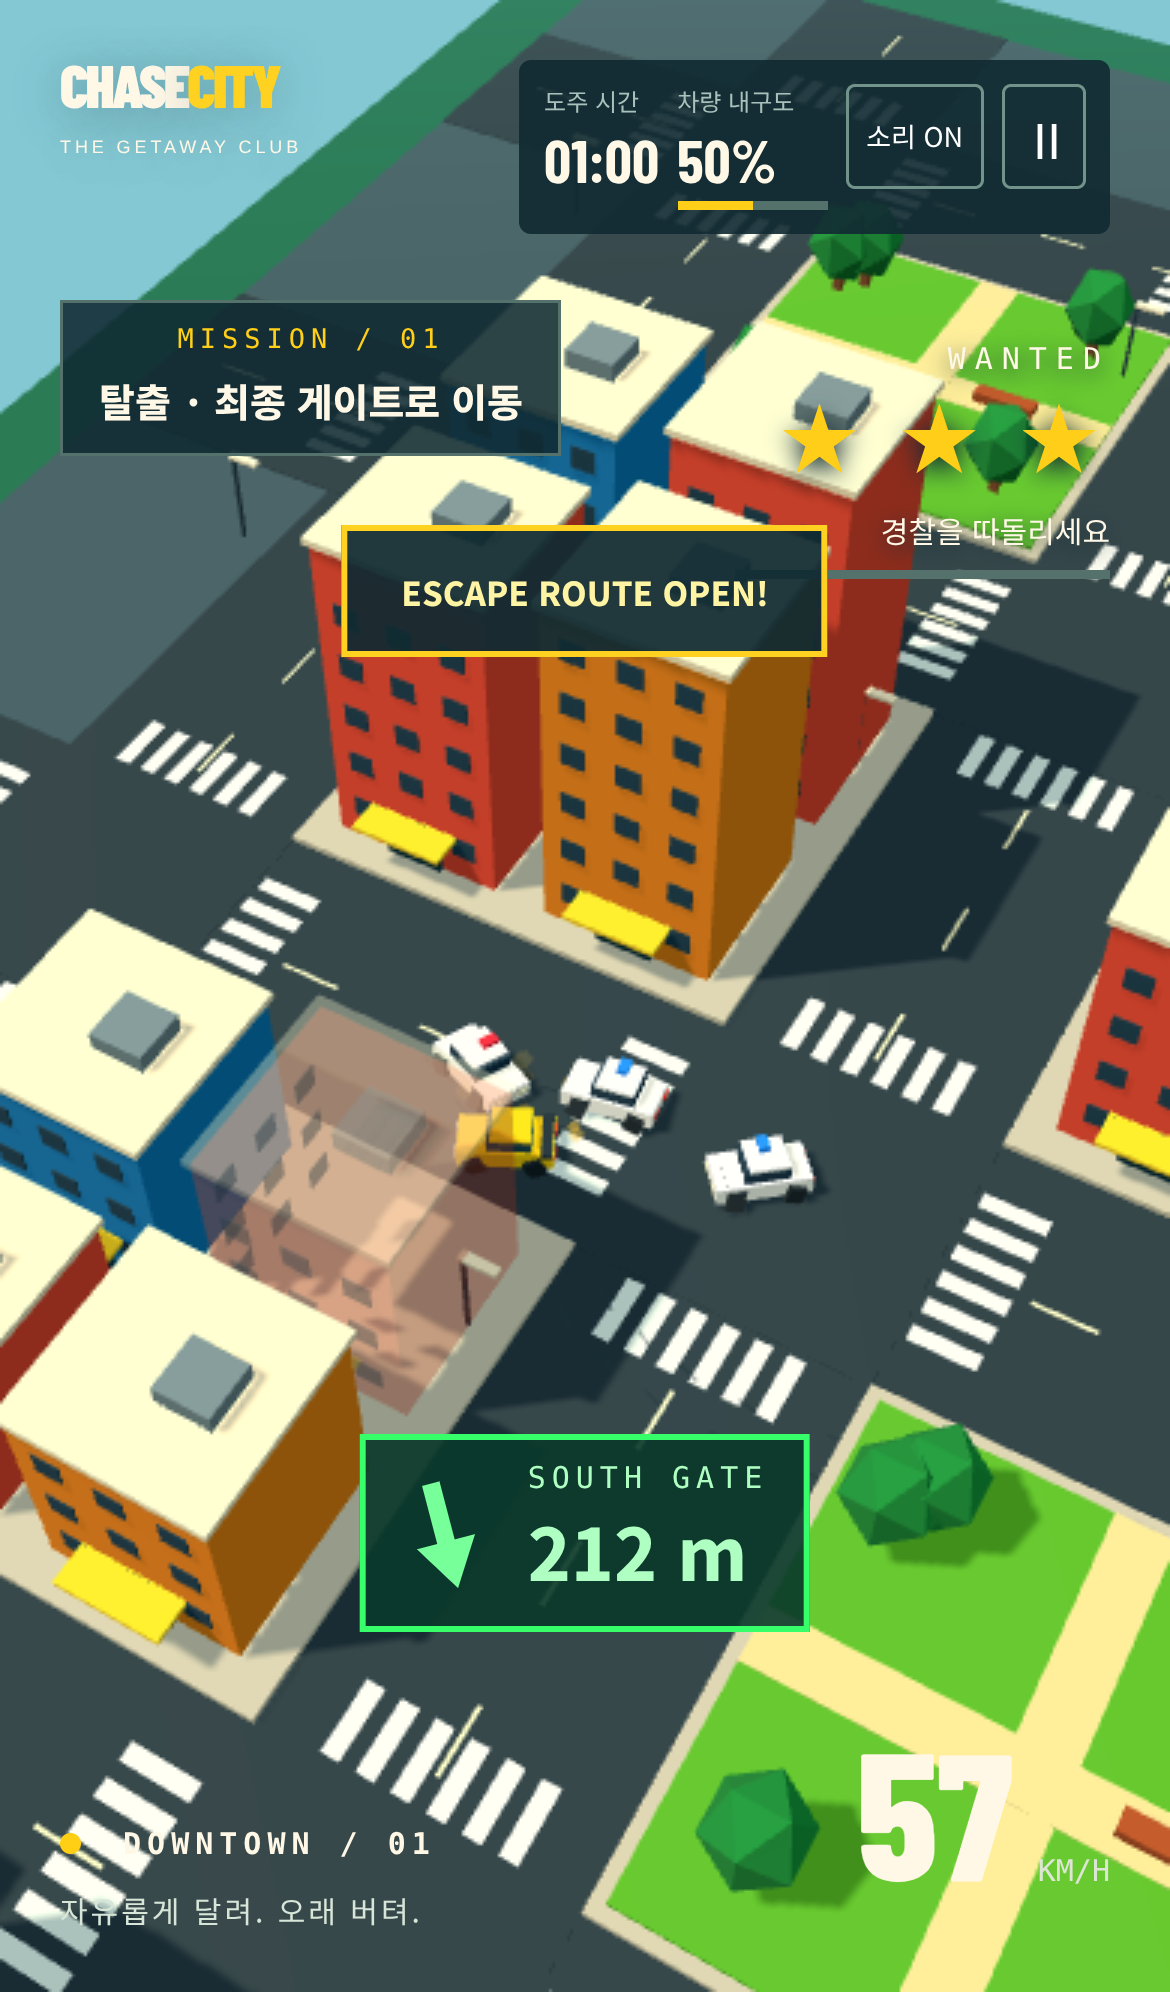 CHASECITY
THE GETAWAY CLUB
도주 시간 차량 내구도
01:00 50%
소리 ON
MISSION / 01
탈출 · 최종 게이트로 이동
WANTED
경찰을 따돌리세요
ESCAPE ROUTE OPEN!
SOUTH GATE
212 m
DOWNTOWN / 01
자유롭게 달려. 오래 버텨.
57 KM/H